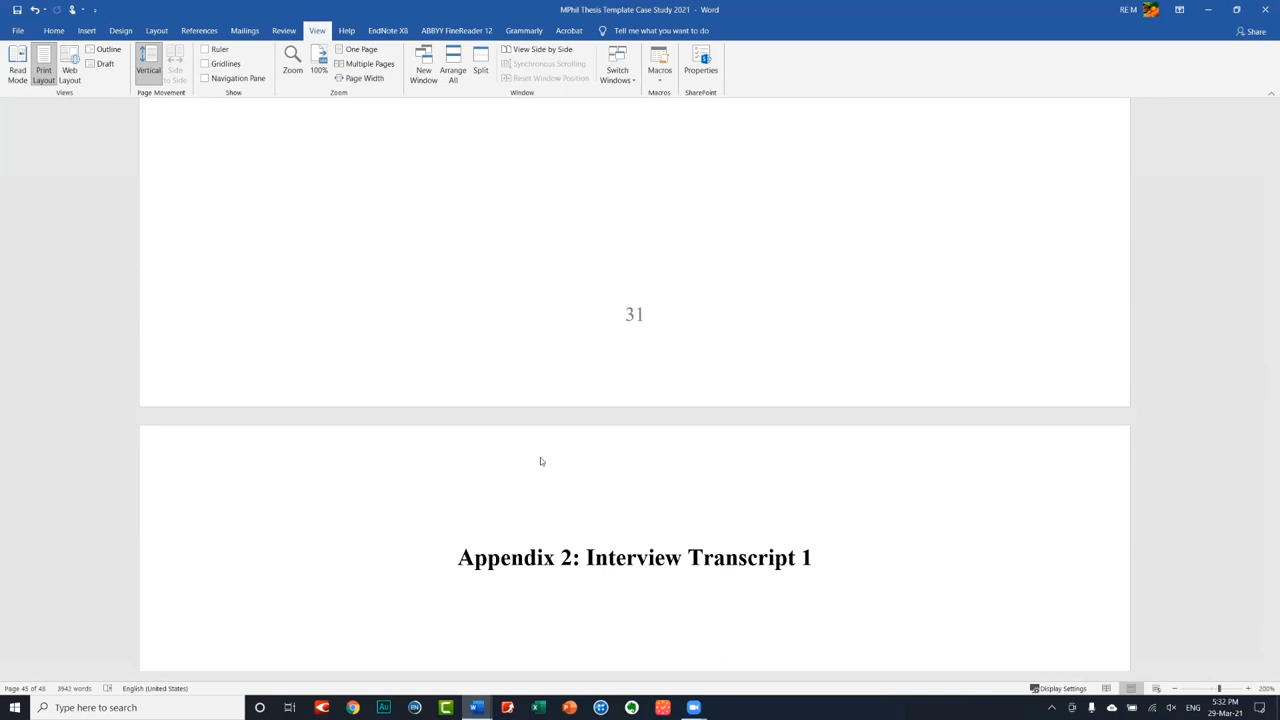 MPhil Thesis Template Case Study 2021 - Word
RE M
File Home Insert Design Layout References Mailings Review View Help EndNote X8 ABBYY FineReader 12 Grammarly Acrobat Tell me what you want to do
Share
Read Mode
Print Layout
Web Layout
Outline
Draft
Views
Vertical
Side to Side
Page Movement
Ruler
Gridlines
Navigation Pane
Show
Zoom
100%
One Page
Multiple Pages
Page Width
Zoom
New Window
Arrange All
Split
View Side by Side
Synchronous Scrolling
Reset Window Position
Window
Switch Windows
Macros
Macros
Properties
SharePoint
31
Appendix 2: Interview Transcript 1
Page 45 of 48 3942 words English (United States)
Display Settings
200%
Type here to search
ENG
5:32 PM
29-Mar-21